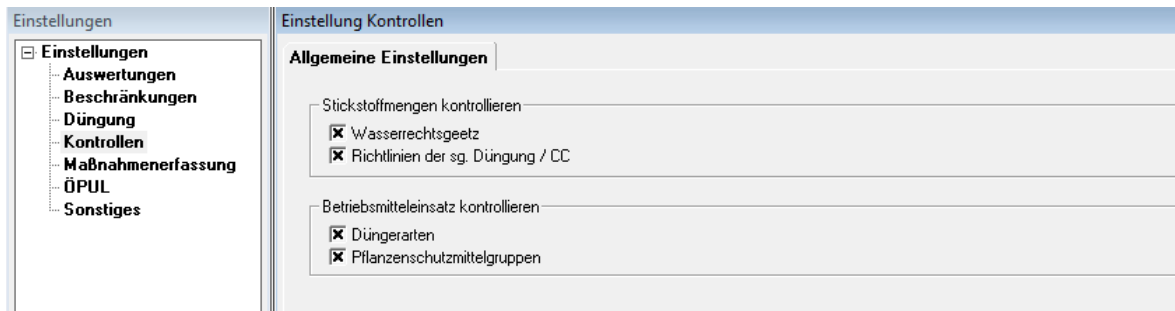 Einstellungen
Einstellungen
Auswertungen
Beschränkungen
Düngung
Kontrollen
Maßnahmenerfassung
ÖPUL
Sonstiges
Einstellung Kontrollen
Allgemeine Einstellungen
Stickstoffmengen kontrollieren
Wasserrechtsgeetz
Richtlinien der sg. Düngung / CC
Betriebsmitteleinsatz kontrollieren
Düngerarten
Pflanzenschutzmittelgruppen